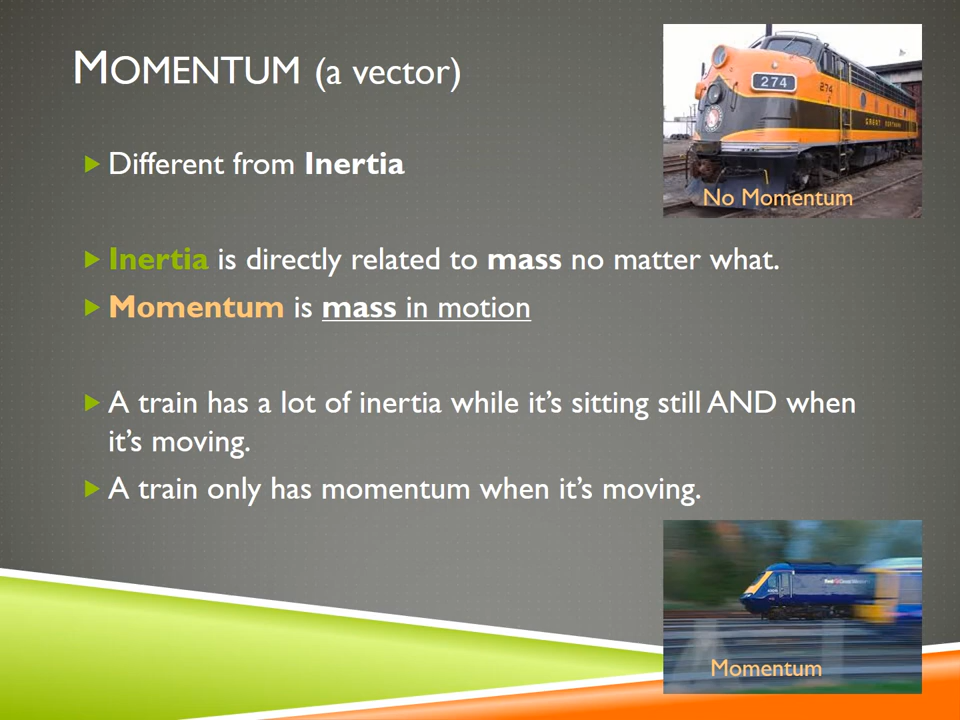 MOMENTUM (a vector)
274
274
GREAT NORTHERN
No Momentum
Different from Inertia
Inertia is directly related to mass no matter what.
Momentum is mass in motion
A train has a lot of inertia while it's sitting still AND when
it's moving.
A train only has momentum when it's moving.
Momentum